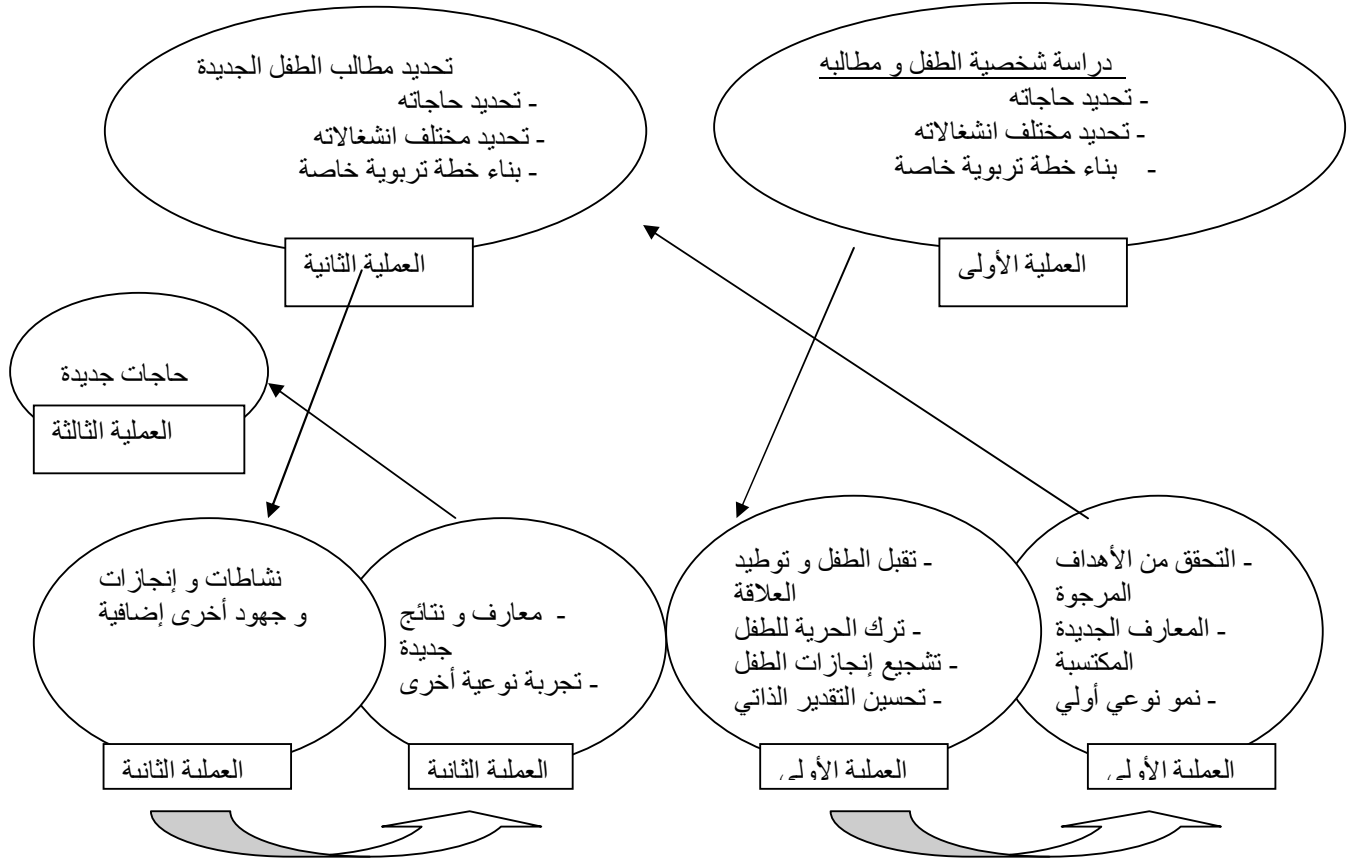 دراسة شخصية الطفل و مطالبه
- تحديد حاجاته
- تحديد مختلف انشغالاته
- بناء خطة تربوية خاصة
العملية الأولى
تحديد مطالب الطفل الجديدة
- تحديد حاجاته
- تحديد مختلف انشغالاته
- بناء خطة تربوية خاصة
العملية الثانية
حاجات جديدة
العملية الثالثة
- التحقق من الأهداف
المرجوة
- المعارف الجديدة
المكتسبة
- نمو نوعي أولي
العملية الأولى
- تقبل الطفل و توطيد
العلاقة
- ترك الحرية للطفل
- تشجيع إنجازات الطفل
- تحسين التقدير الذاتي
العملية الأولى
- معارف و نتائج
جديدة
- تجربة نوعية أخرى
العملية الثانية
نشاطات و إنجازات
و جهود أخرى إضافية
العملية الثانية